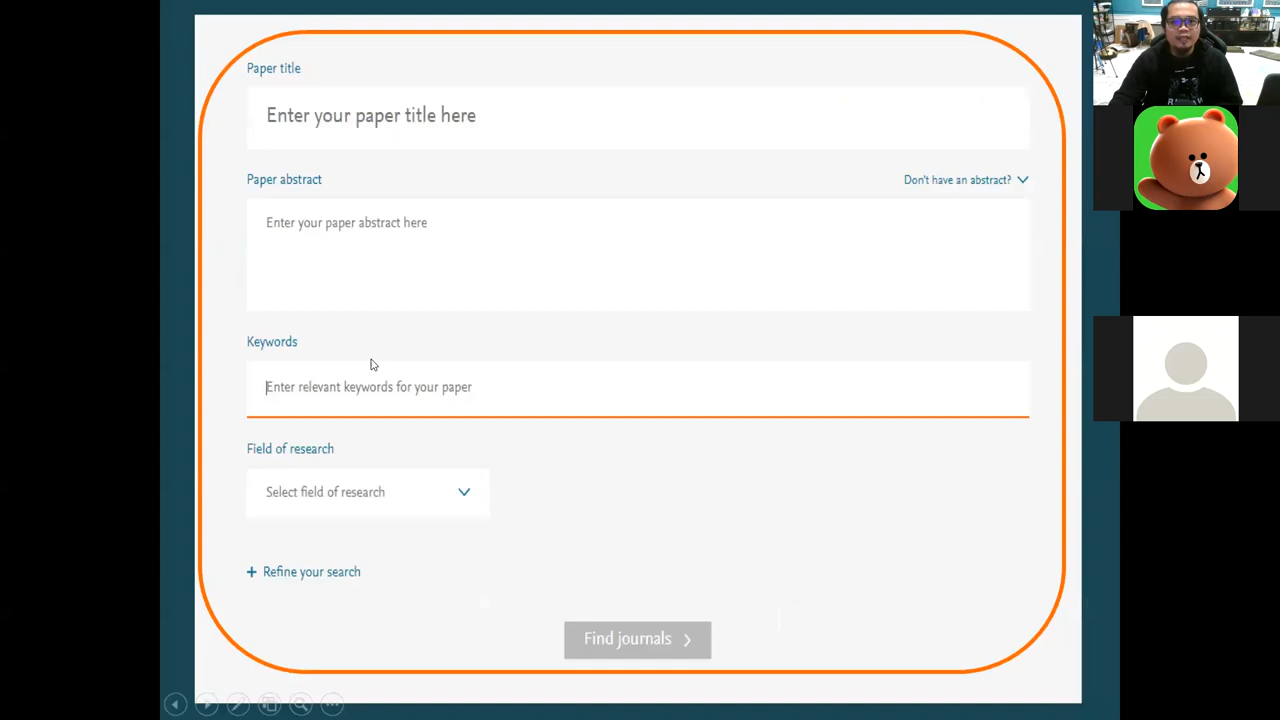 Paper title
Enter your paper title here
Paper abstract
Don't have an abstract?
Enter your paper abstract here
Keywords
Enter relevant keywords for your paper
Field of research
Select field of research
+ Refine your search
Find journals